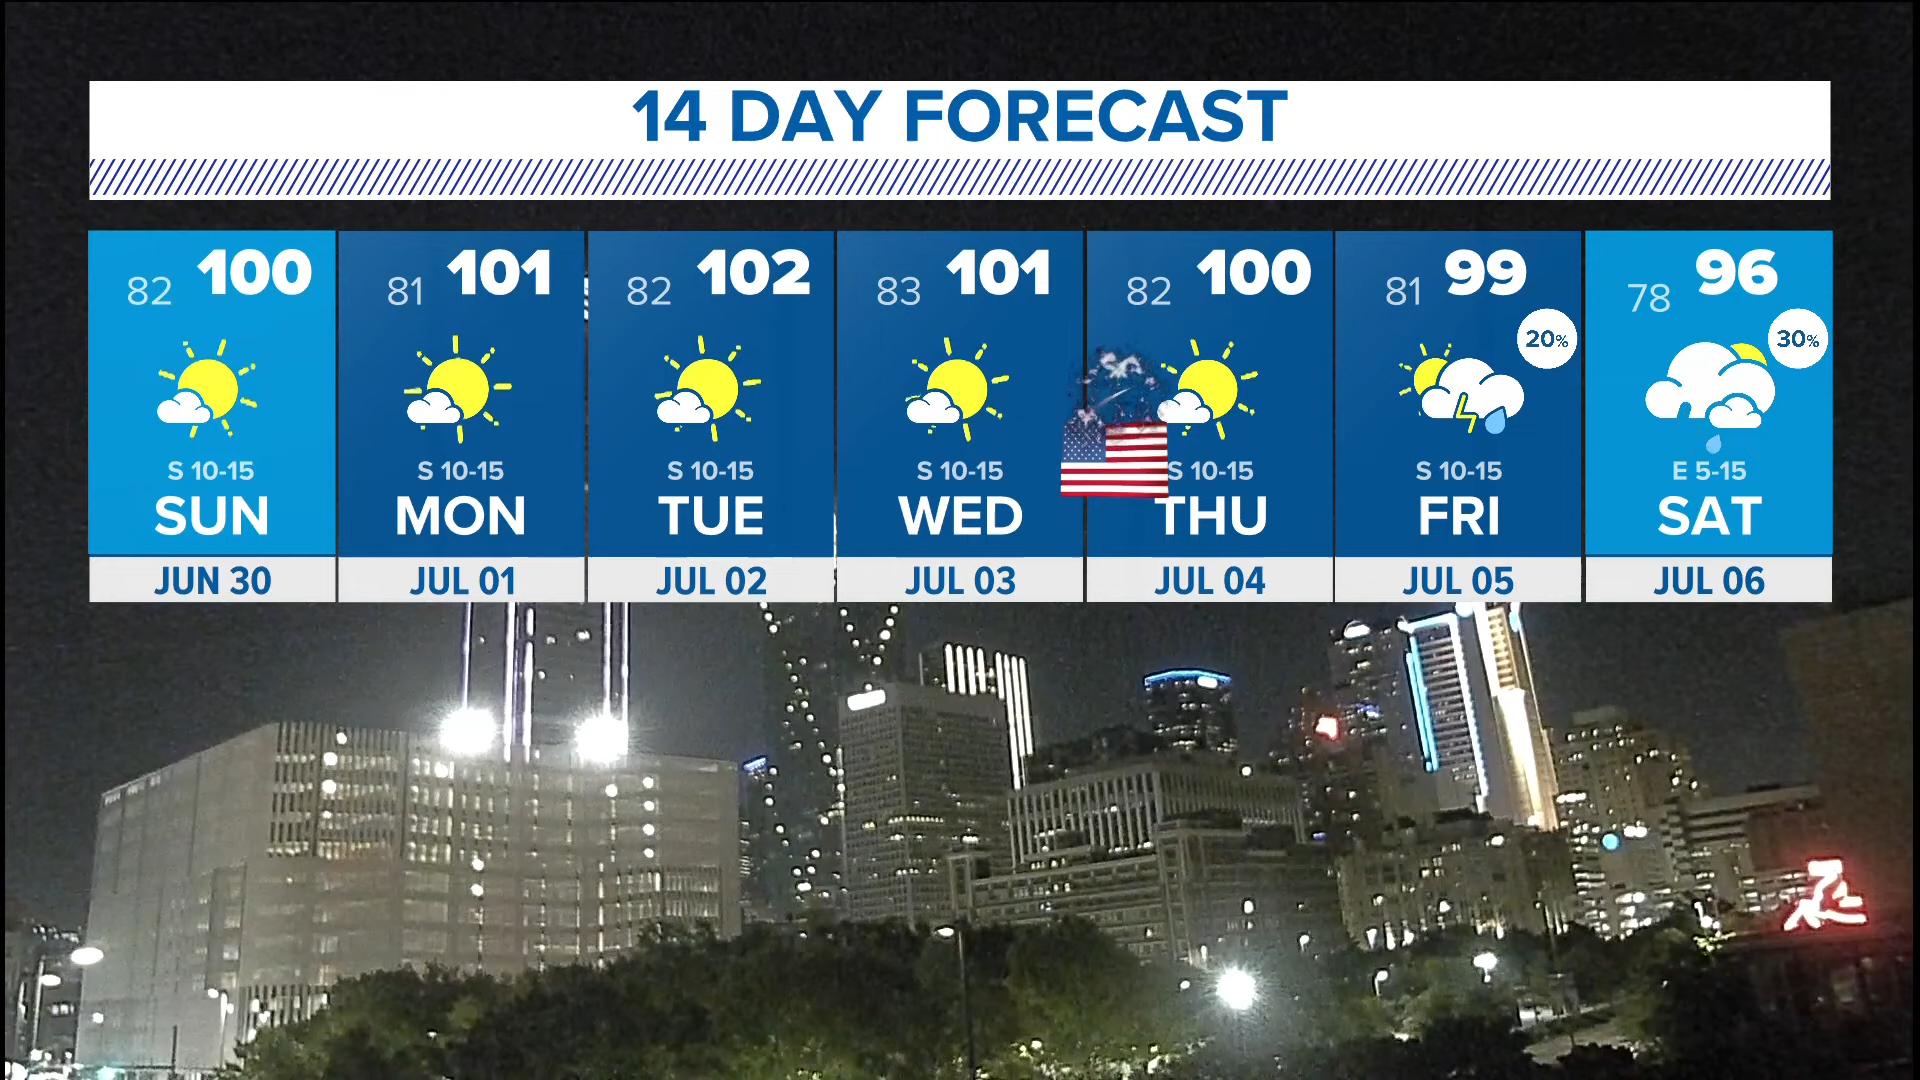 14 DAY FORECAST
82 100
81 101
82 102
83 101
82 100
81 99
78 96
20%
30%
S 10-15
S 10-15
S 10-15
S 10-15
S 10-15
S 10-15
E 5-15
SUN
MON
TUE
WED
THU
FRI
SAT
JUN 30
JUL 01
JUL 02
JUL 03
JUL 04
JUL 05
JUL 06